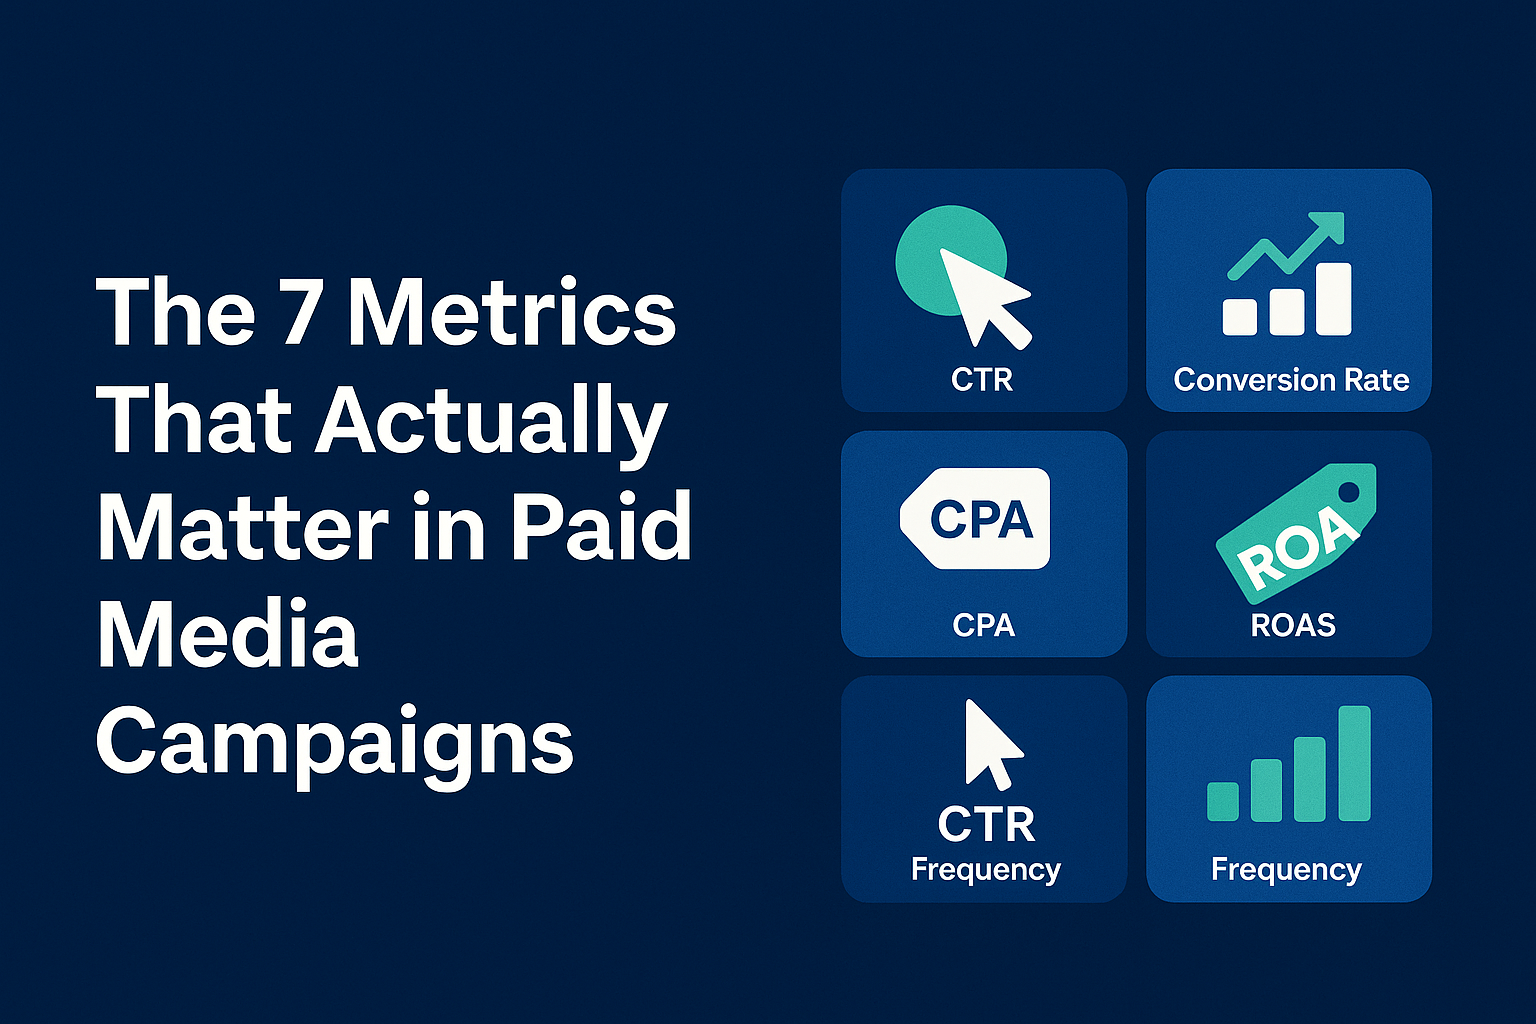 The 7 Metrics
That Actually
Matter in Paid
Media
Campaigns
CTR
Conversion Rate
CPA
CPA
ROA
ROAS
CTR
Frequency
Frequency